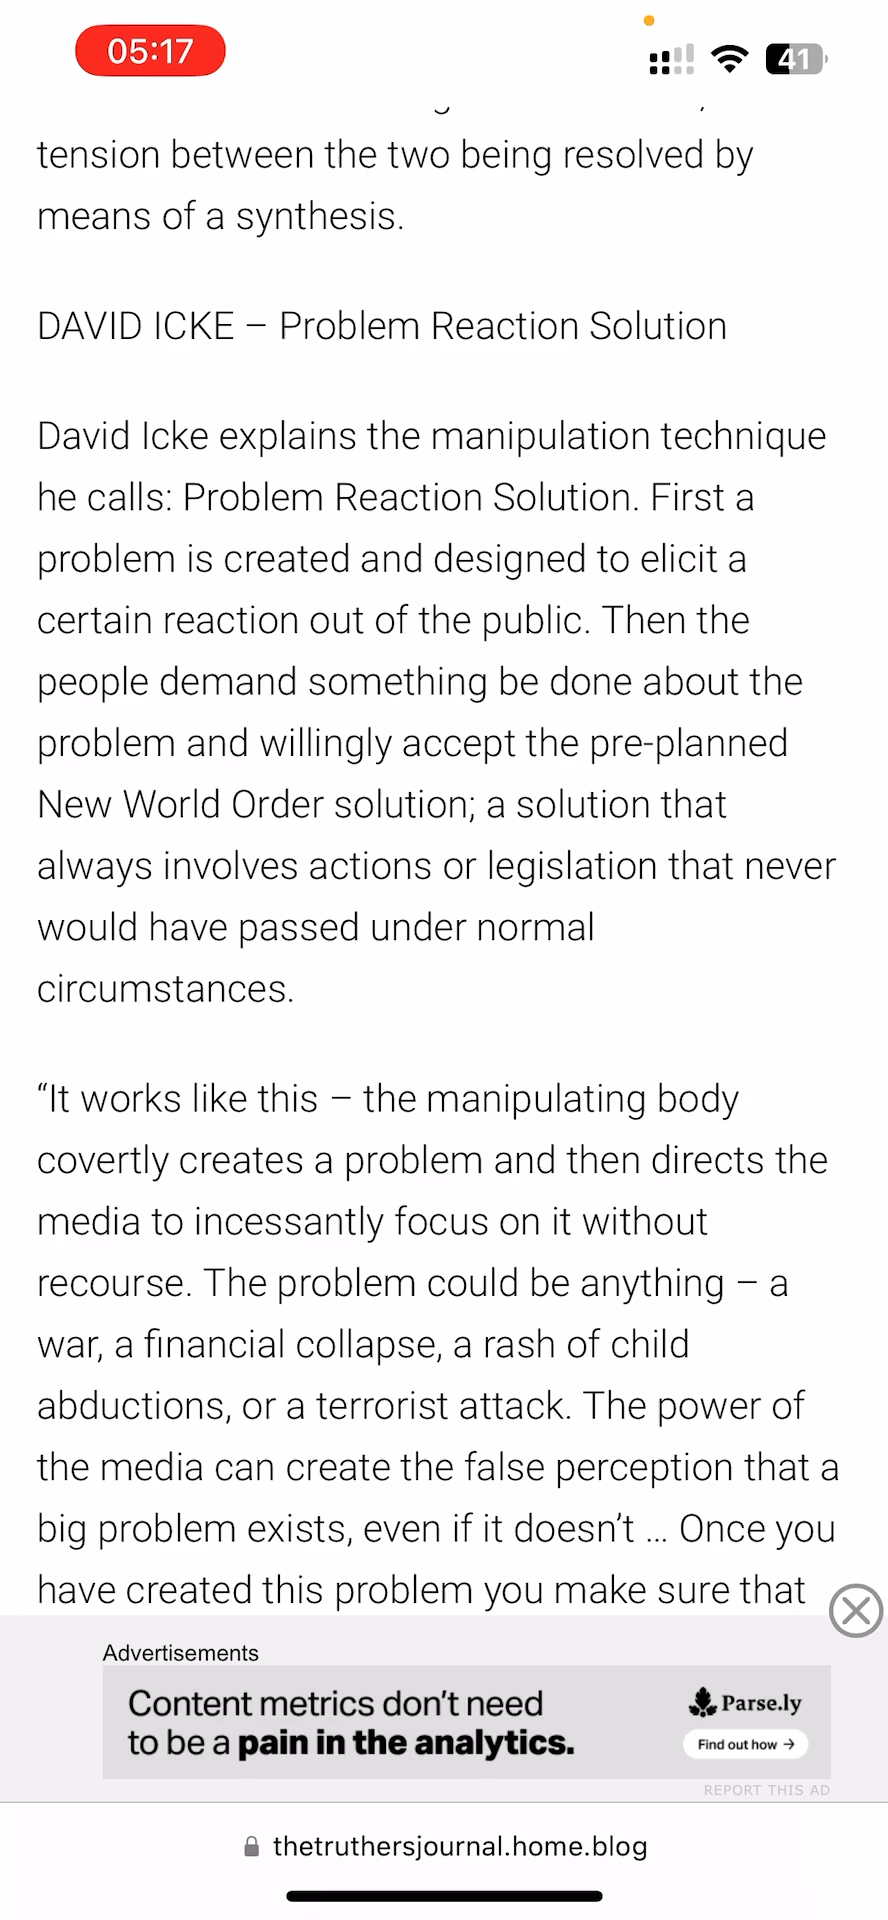 05:17
41
tension between the two being resolved by
means of a synthesis.
DAVID ICKE – Problem Reaction Solution
David Icke explains the manipulation technique
he calls: Problem Reaction Solution. First a
problem is created and designed to elicit a
certain reaction out of the public. Then the
people demand something be done about the
problem and willingly accept the pre-planned
New World Order solution; a solution that
always involves actions or legislation that never
would have passed under normal
circumstances.
“It works like this – the manipulating body
covertly creates a problem and then directs the
media to incessantly focus on it without
recourse. The problem could be anything – a
war, a financial collapse, a rash of child
abductions, or a terrorist attack. The power of
the media can create the false perception that a
big problem exists, even if it doesn’t ... Once you
have created this problem you make sure that
Advertisements
Content metrics don’t need
to be a pain in the analytics.
Parse.ly
Find out how →
REPORT THIS AD
thetruthersjournal.home.blog